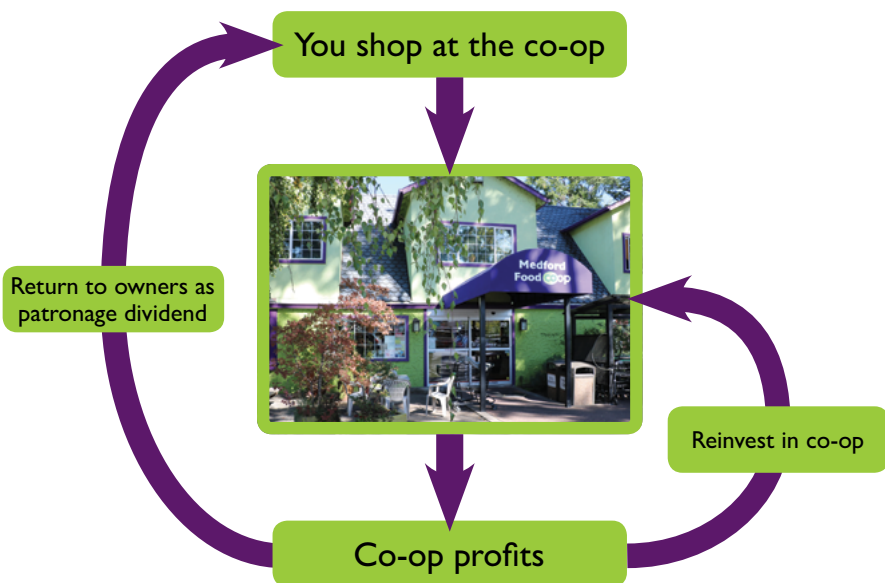 You shop at the co-op
Medford
Food co-op
Return to owners as
patronage dividend
Reinvest in co-op
Co-op profits